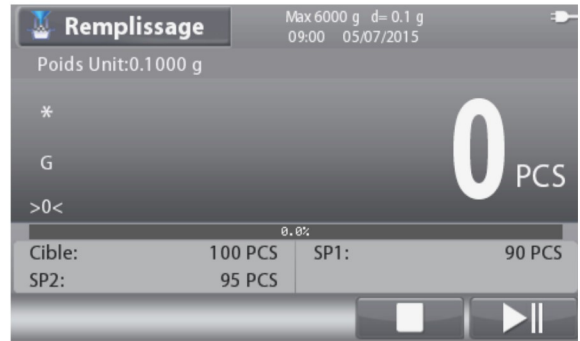 Remplissage
Max 6000 g d= 0.1 g
09:00 05/07/2015
Poids Unit:0.1000 g
*
G
0 PCS
>0<
0.0%
Cible: 100 PCS SP1: 90 PCS
SP2: 95 PCS